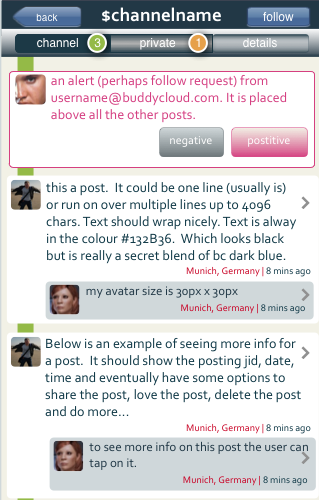 back
$channelname
follow
channel 3 private 1 details
an alert (perhaps follow request) from
username@buddycloud.com. It is placed
above all the other posts.
negative postitive
this a post. It could be one line (usually is)
or run on over multiple lines up to 4096
chars. Text should wrap nicely. Text is alway
in the colour #132B36. Which looks black
but is really a secret blend of bc dark blue.
Munich, Germany | 8 mins ago
my avatar size is 30px x 30px
Munich, Germany | 8 mins ago
Below is an example of seeing more info for
a post. It should show the posting jid, date,
time and eventually have some options to
share the post, love the post, delete the post
and do more...
Munich, Germany | 8 mins ago
to see more info on this post the user can
tap on it.
Munich, Germany | 8 mins ago